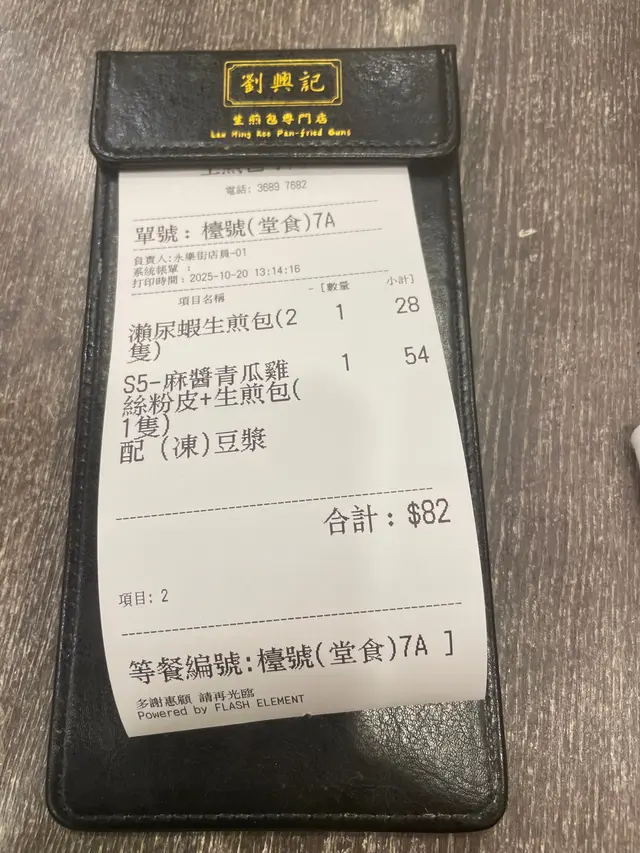 劉興記
生煎包專門店
Lau Hing Kee Pan-fried Buns
電話: 3689 7682
單號：檯號(堂食)7A
負責人:永樂街店員-01
系統帳單 :
打印時間：2025-10-20 13:14:16
項目名稱 - [數量 小計]
瀨尿蝦生煎包(2 1 28
隻)
S5-麻醬青瓜雞 1 54
絲粉皮+生煎包(
1隻)
配 (凍)豆漿
合計：$82
項目: 2
等餐編號:檯號(堂食)7A ]
多謝惠顧 請再光臨
Powered by FLASH ELEMENT